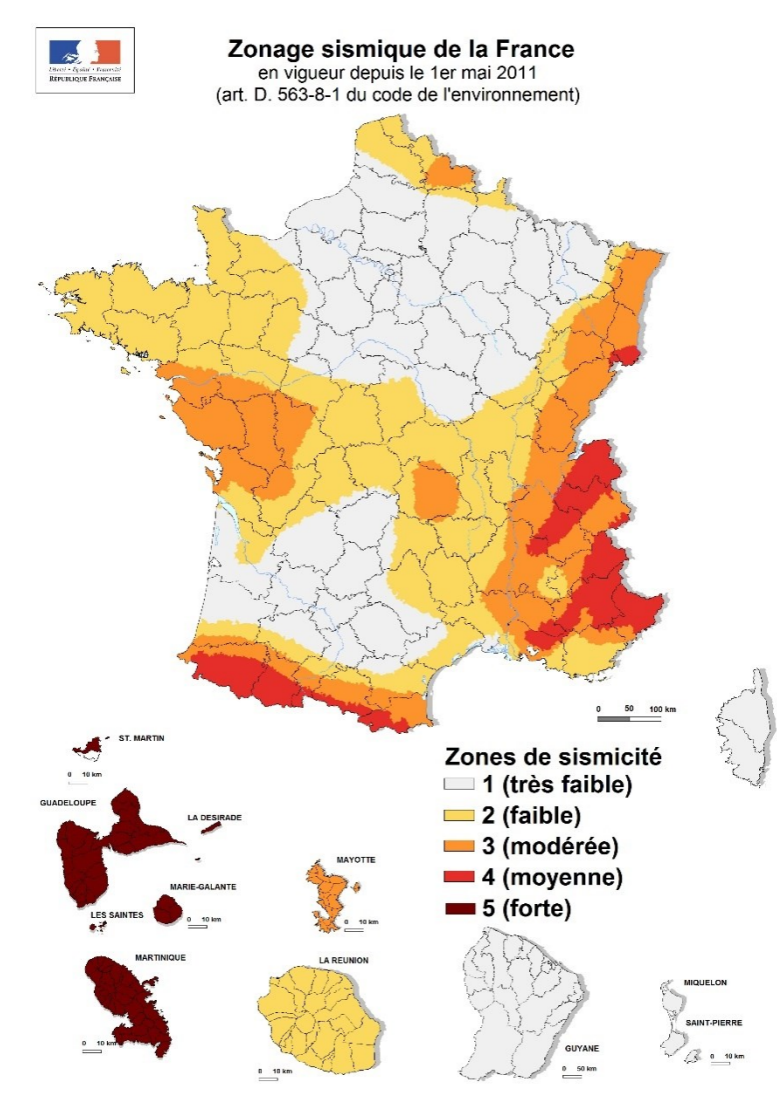 Liberté • Égalité • Fraternité
RÉPUBLIQUE FRANÇAISE
Zonage sismique de la France
en vigueur depuis le 1er mai 2011
(art. D. 563-8-1 du code de l'environnement)
0 50 100 km
ST. MARTIN
0 10 km
GUADELOUPE
LA DESIRADE
MARIE-GALANTE
LES SAINTES
0 10 km
MAYOTTE
0 10 km
Zones de sismicité
1 (très faible)
2 (faible)
3 (modérée)
4 (moyenne)
5 (forte)
MARTINIQUE
0 10 km
LA REUNION
0 10 km
GUYANE
0 50 km
MIQUELON
SAINT-PIERRE
0 10 km